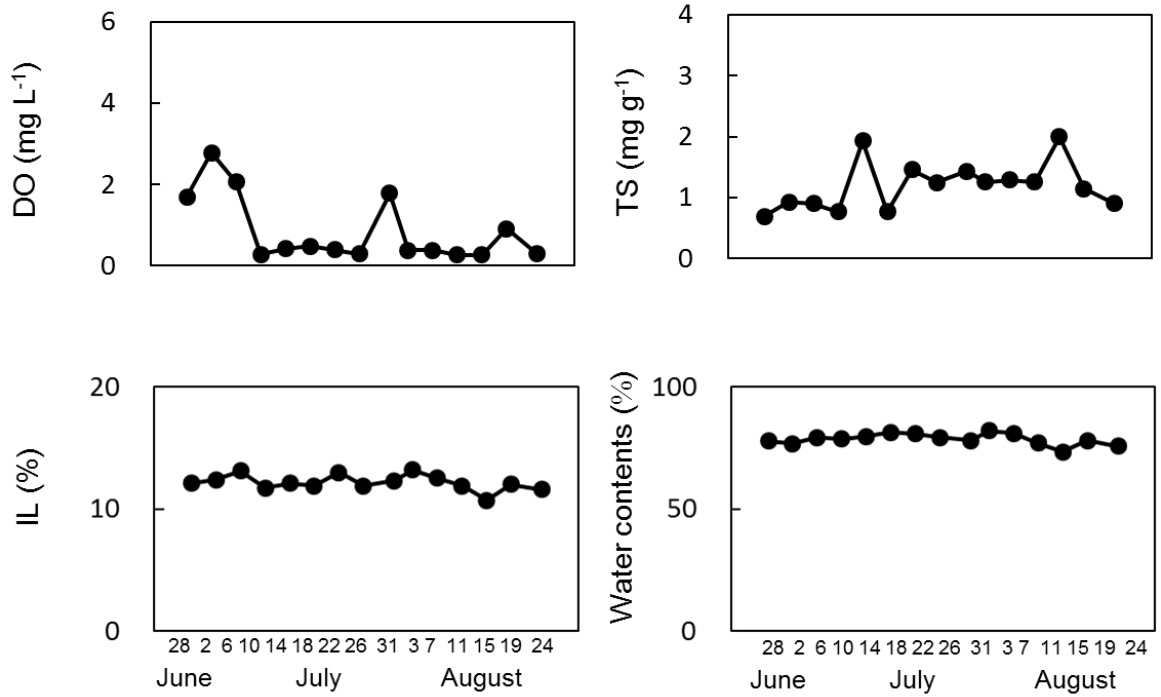 DO (mg L⁻¹)
6
4
2
0
TS (mg g⁻¹)
4
3
2
1
0
IL (%)
20
10
0
28 2 6 10 14 18 22 26 31 3 7 11 15 19 24
June July August
Water contents (%)
100
50
0
28 2 6 10 14 18 22 26 31 3 7 11 15 19 24
June July August